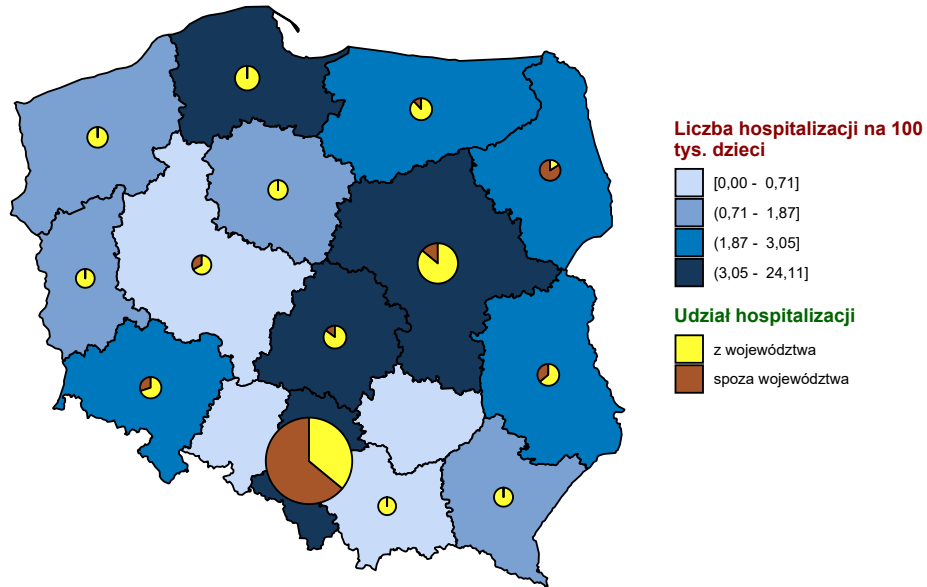 Liczba hospitalizacji na 100
tys. dzieci
[0,00 - 0,71]
(0,71 - 1,87]
(1,87 - 3,05]
(3,05 - 24,11]
Udział hospitalizacji
z województwa
spoza województwa